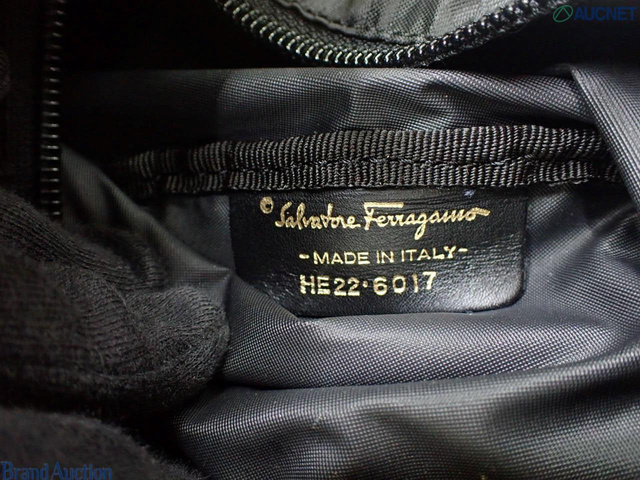 AUCNET
© Salvatore Ferragamo
-MADE IN ITALY-
HE22·6017
Brand Auction